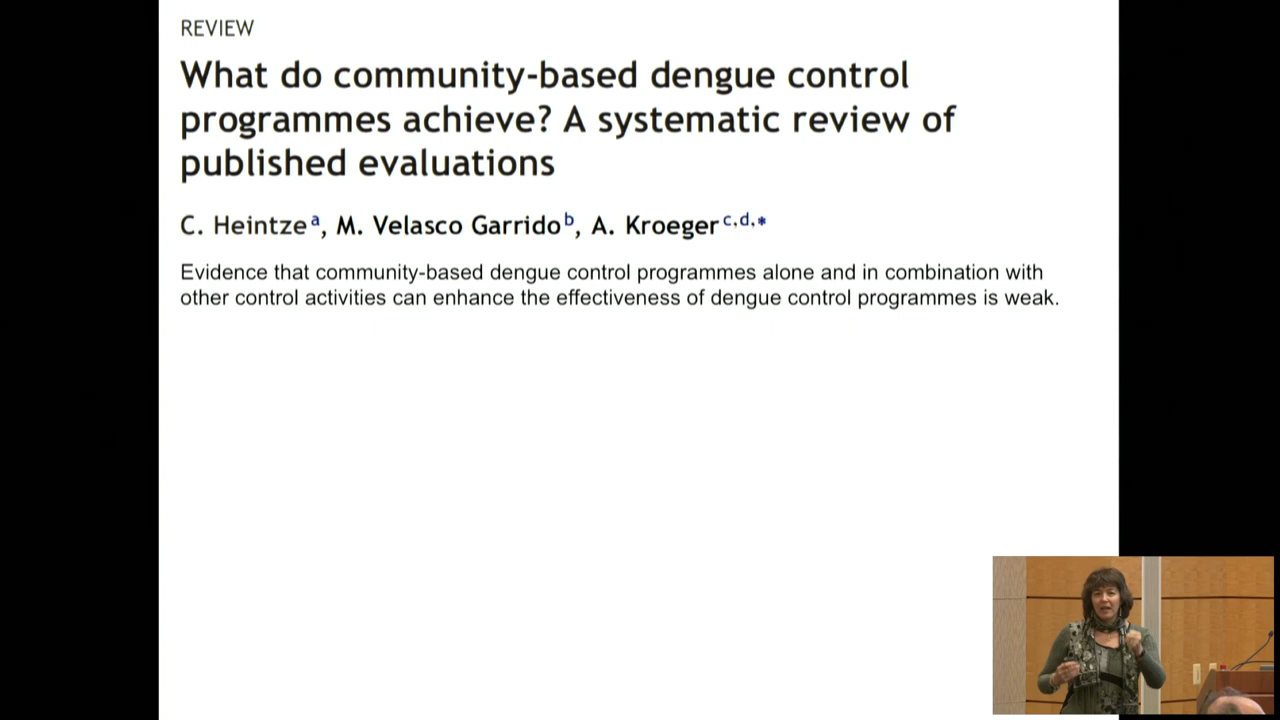 REVIEW
What do community-based dengue control
programmes achieve? A systematic review of
published evaluations
C. Heintze a, M. Velasco Garrido b, A. Kroeger c,d,*
Evidence that community-based dengue control programmes alone and in combination with
other control activities can enhance the effectiveness of dengue control programmes is weak.